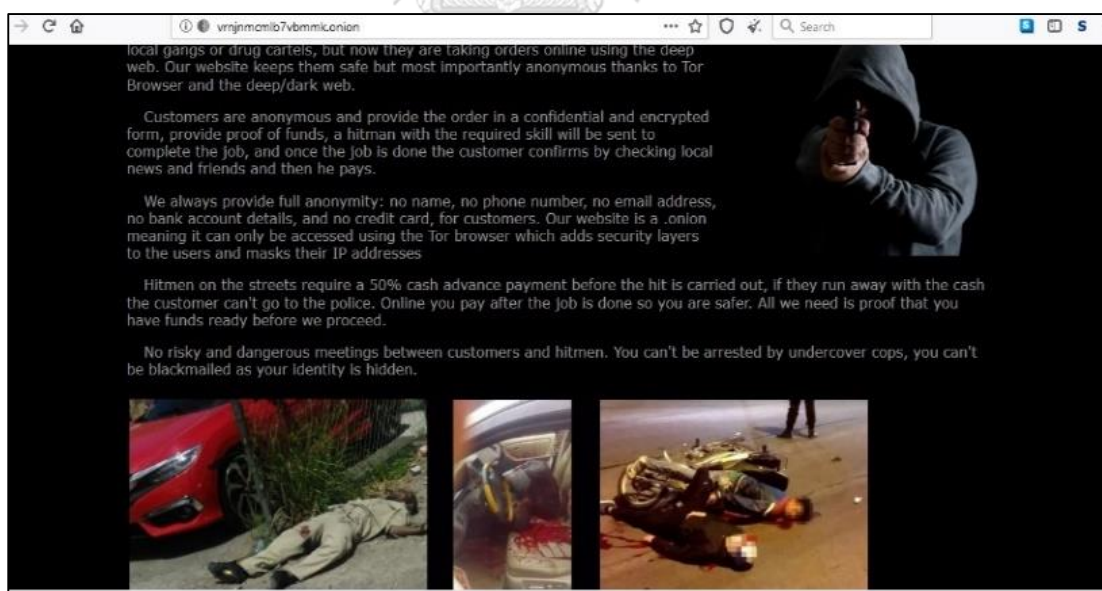 vrnjnmcmlb7vbmmk.onion
Search
S
S
local gangs or drug cartels, but now they are taking orders online using the deep
web. Our website keeps them safe but most importantly anonymous thanks to Tor
Browser and the deep/dark web.
Customers are anonymous and provide the order in a confidential and encrypted
form, provide proof of funds, a hitman with the required skill will be sent to
complete the job, and once the job is done the customer confirms by checking local
news and friends and then he pays.
We always provide full anonymity: no name, no phone number, no email address,
no bank account details, and no credit card, for customers. Our website is a .onion
meaning it can only be accessed using the Tor browser which adds security layers
to the users and masks their IP addresses
Hitmen on the streets require a 50% cash advance payment before the hit is carried out, if they run away with the cash
the customer can't go to the police. Online you pay after the job is done so you are safer. All we need is proof that you
have funds ready before we proceed.
No risky and dangerous meetings between customers and hitmen. You can't be arrested by undercover cops, you can't
be blackmailed as your identity is hidden.